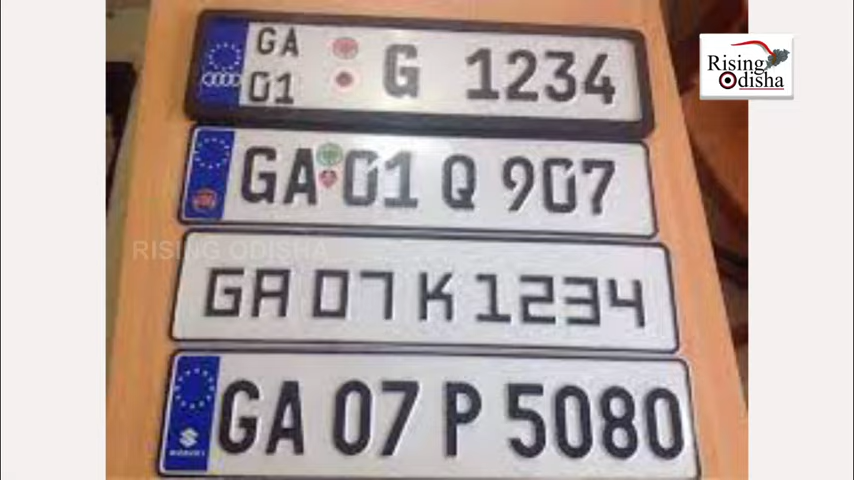 GA
01
G 1234
Rising
Odisha
GA 01 Q 907
RISING ODISHA
GA 07 K 1234
GA 07 P 5080